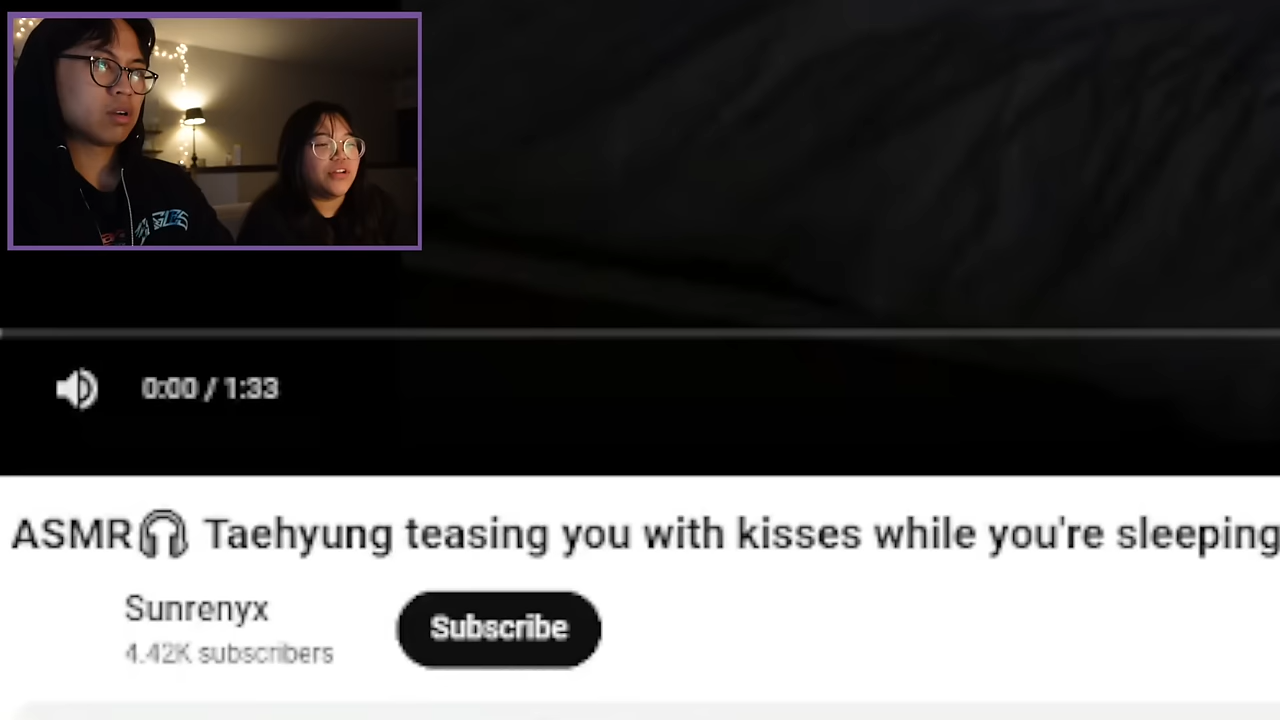 0:00 / 1:33
ASMR🎧 Taehyung teasing you with kisses while you're sleeping
Sunrenyx
Subscribe
4.42K subscribers